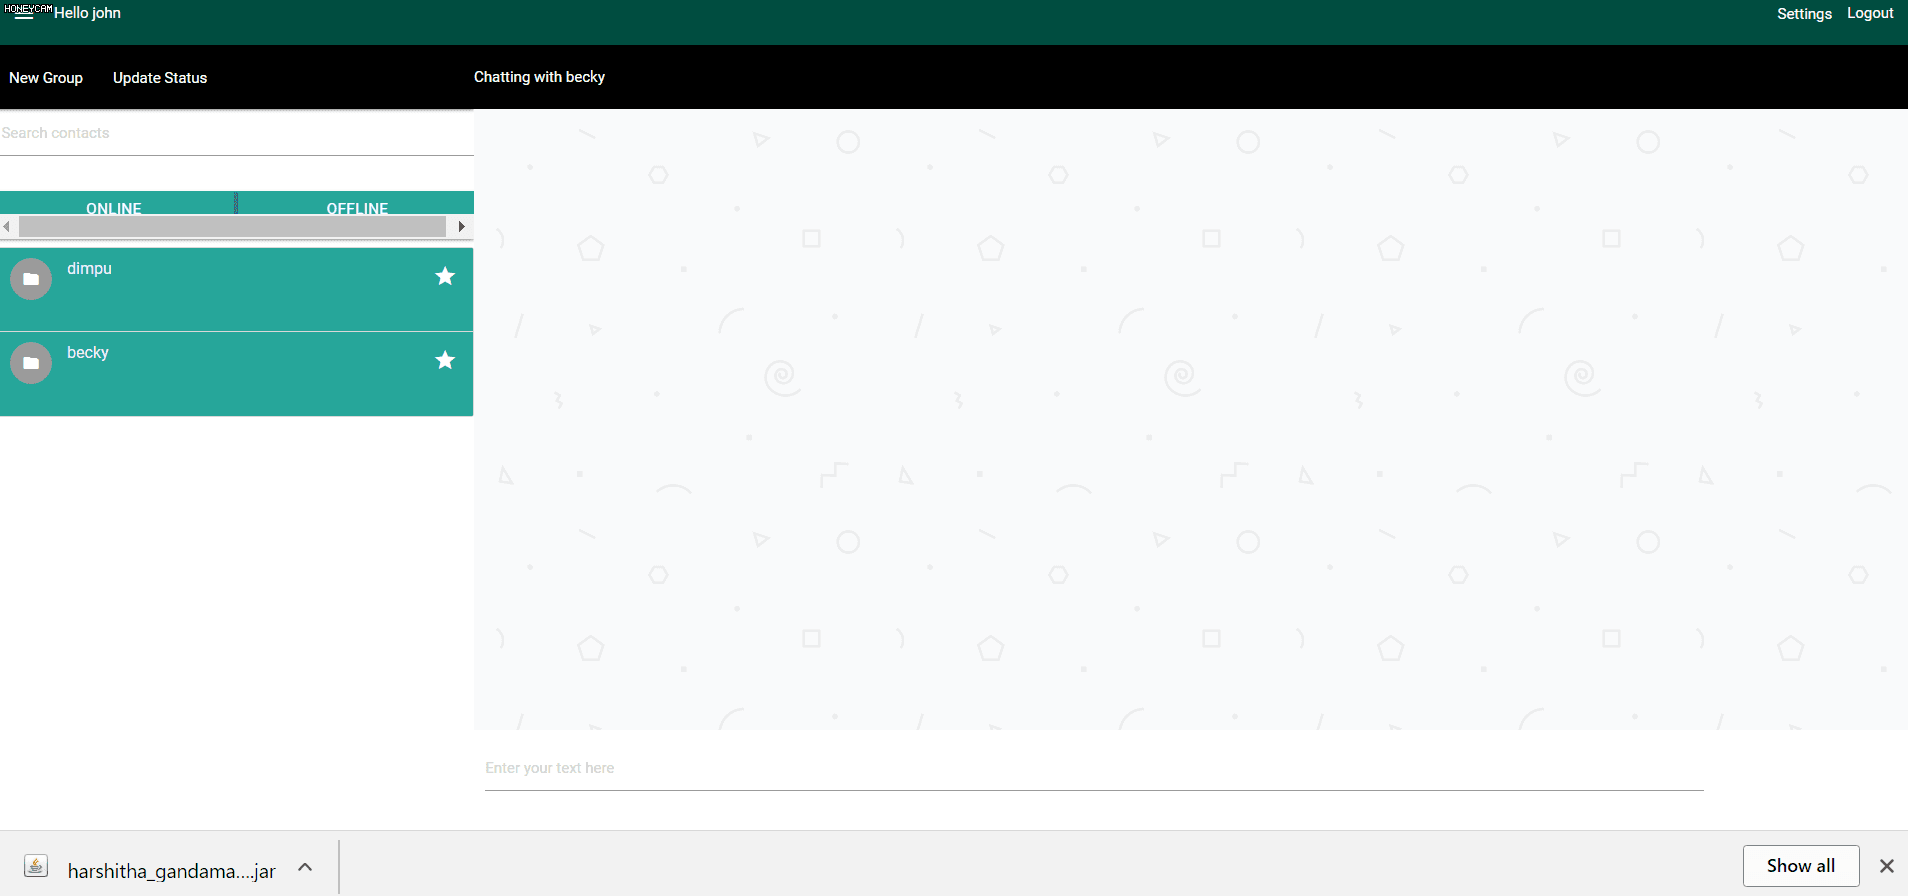 HONEYCAM Hello john
Settings Logout
New Group Update Status
Chatting with becky
Search contacts
ONLINE OFFLINE
dimpu
becky
Enter your text here
harshitha_gandama....jar
Show all